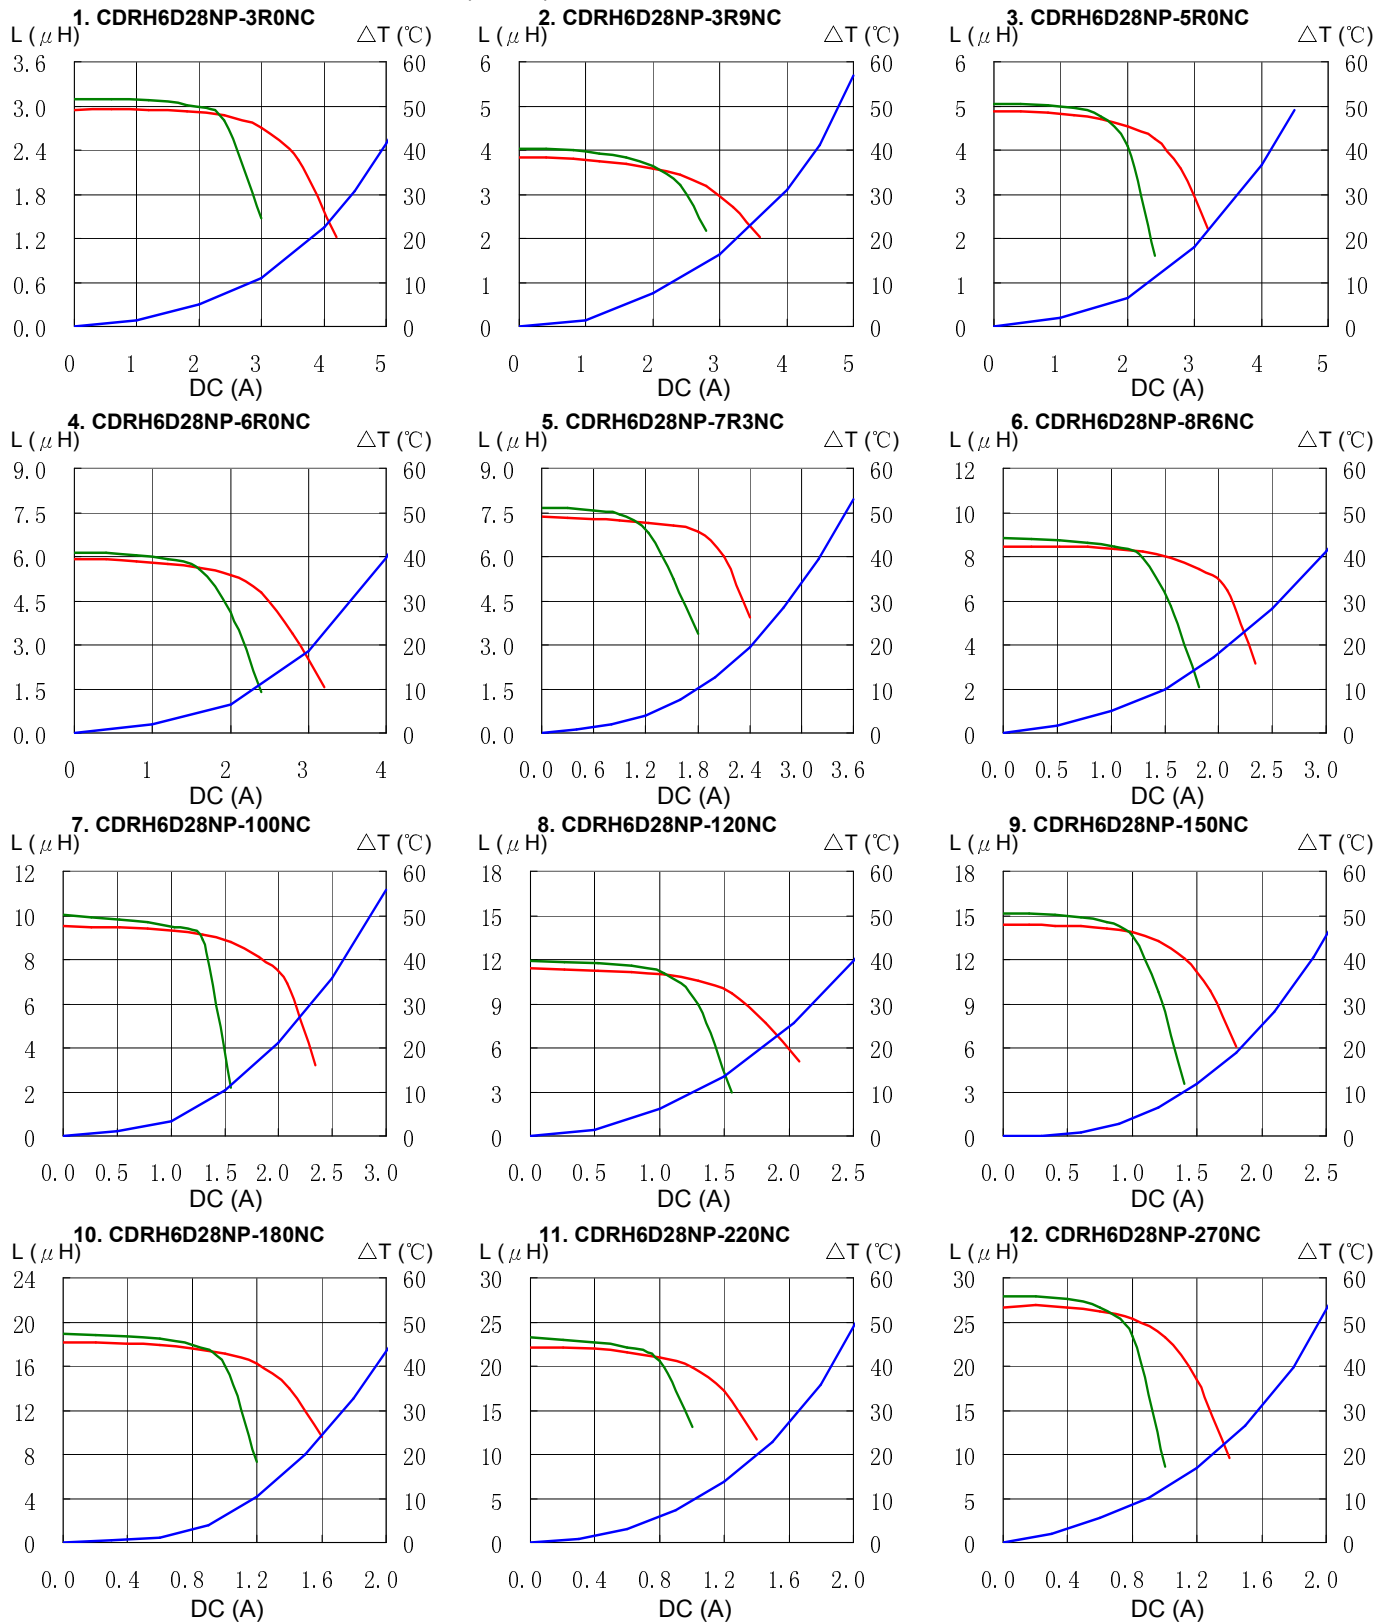 1. CDRH6D28NP-3R0NC
L (μH) △T (℃)
3.6 60
3.0 50
2.4 40
1.8 30
1.2 20
0.6 10
0.0 0
0 1 2 3 4 5
DC (A)
2. CDRH6D28NP-3R9NC
L (μH) △T (℃)
6 60
5 50
4 40
3 30
2 20
1 10
0 0
0 1 2 3 4 5
DC (A)
3. CDRH6D28NP-5R0NC
L (μH) △T (℃)
6 60
5 50
4 40
3 30
2 20
1 10
0 0
0 1 2 3 4 5
DC (A)
4. CDRH6D28NP-6R0NC
L (μH) △T (℃)
9.0 60
7.5 50
6.0 40
4.5 30
3.0 20
1.5 10
0.0 0
0 1 2 3 4
DC (A)
5. CDRH6D28NP-7R3NC
L (μH) △T (℃)
9.0 60
7.5 50
6.0 40
4.5 30
3.0 20
1.5 10
0.0 0
0.0 0.6 1.2 1.8 2.4 3.0 3.6
DC (A)
6. CDRH6D28NP-8R6NC
L (μH) △T (℃)
12 60
10 50
8 40
6 30
4 20
2 10
0 0
0.0 0.5 1.0 1.5 2.0 2.5 3.0
DC (A)
7. CDRH6D28NP-100NC
L (μH) △T (℃)
12 60
10 50
8 40
6 30
4 20
2 10
0 0
0.0 0.5 1.0 1.5 2.0 2.5 3.0
DC (A)
8. CDRH6D28NP-120NC
L (μH) △T (℃)
18 60
15 50
12 40
9 30
6 20
3 10
0 0
0.0 0.5 1.0 1.5 2.0 2.5
DC (A)
9. CDRH6D28NP-150NC
L (μH) △T (℃)
18 60
15 50
12 40
9 30
6 20
3 10
0 0
0.0 0.5 1.0 1.5 2.0 2.5
DC (A)
10. CDRH6D28NP-180NC
L (μH) △T (℃)
24 60
20 50
16 40
12 30
8 20
4 10
0 0
0.0 0.4 0.8 1.2 1.6 2.0
DC (A)
11. CDRH6D28NP-220NC
L (μH) △T (℃)
30 60
25 50
20 40
15 30
10 20
5 10
0 0
0.0 0.4 0.8 1.2 1.6 2.0
DC (A)
12. CDRH6D28NP-270NC
L (μH) △T (℃)
30 60
25 50
20 40
15 30
10 20
5 10
0 0
0.0 0.4 0.8 1.2 1.6 2.0
DC (A)